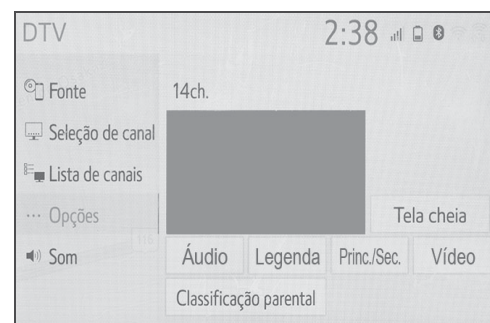 DTV 2:38
Fonte
14ch.
Seleção de canal
Lista de canais
Opções
Tela cheia
Som
Áudio Legenda Princ./Sec. Vídeo
Classificação parental